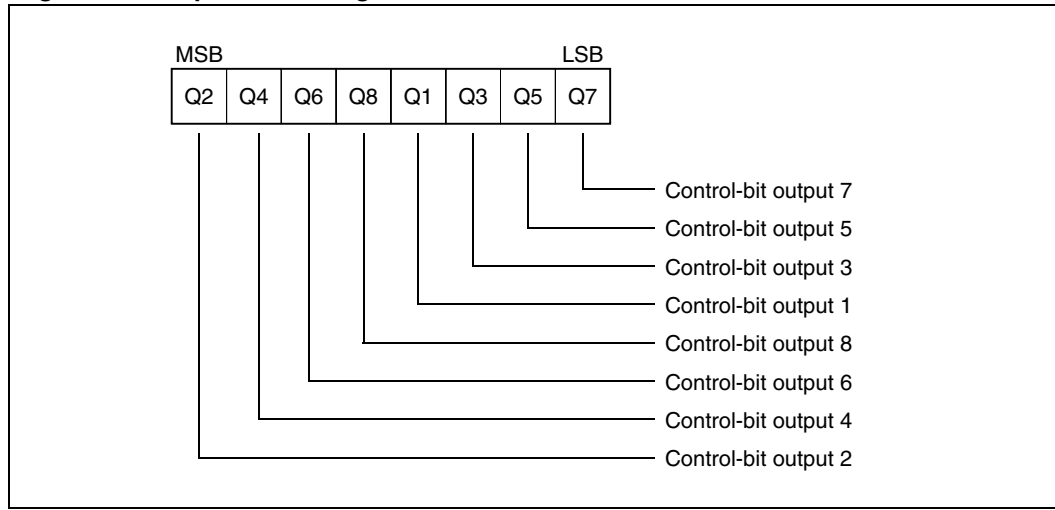 MSB LSB
Q2 Q4 Q6 Q8 Q1 Q3 Q5 Q7
Control-bit output 7
Control-bit output 5
Control-bit output 3
Control-bit output 1
Control-bit output 8
Control-bit output 6
Control-bit output 4
Control-bit output 2